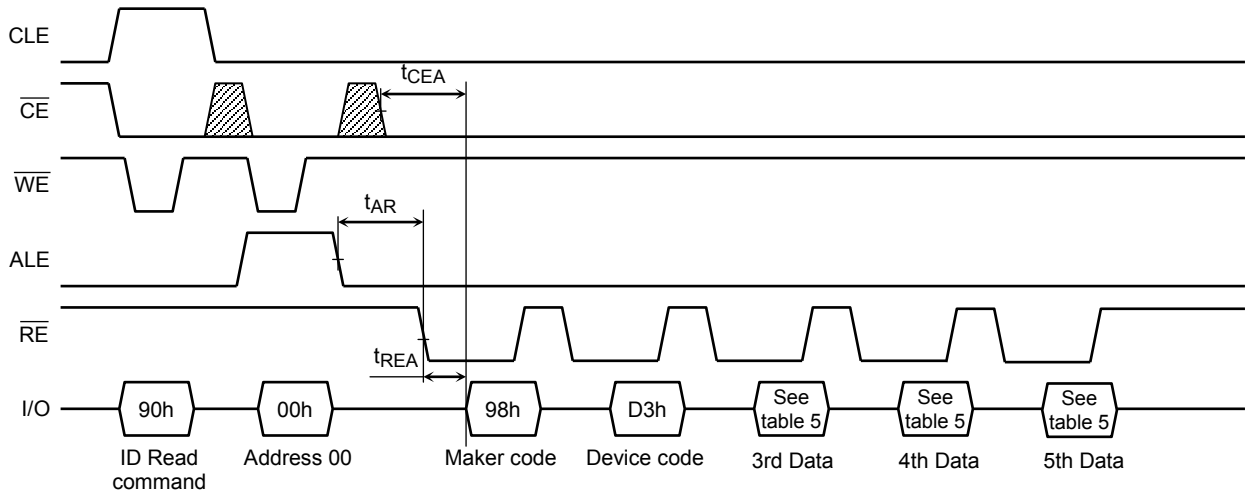 CLE
tCEA
CE
WE
tAR
ALE
RE
tREA
I/O
90h
00h
98h
D3h
See
table 5
See
table 5
See
table 5
ID Read
command
Address 00
Maker code
Device code
3rd Data
4th Data
5th Data